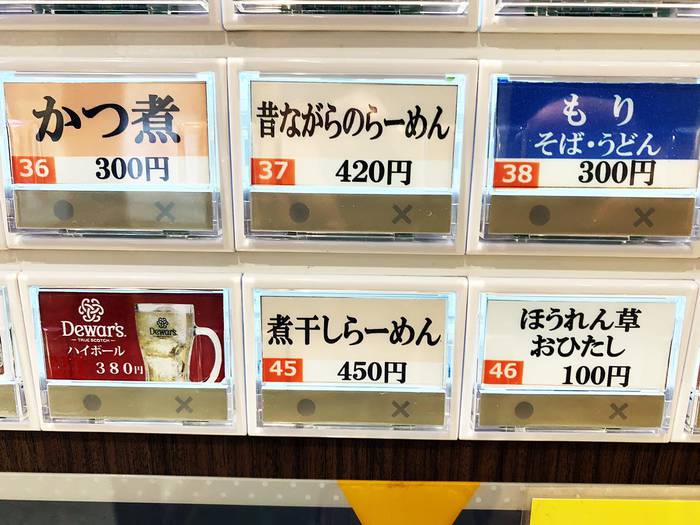 かつ煮
36 300円
昔ながらのらーめん
37 420円
もり
そば・うどん
38 300円
Dewar's
TRUE SCOTCH
ハイボール
380円
Dewar's
煮干しらーめん
45 450円
ほうれん草
おひたし
46 100円